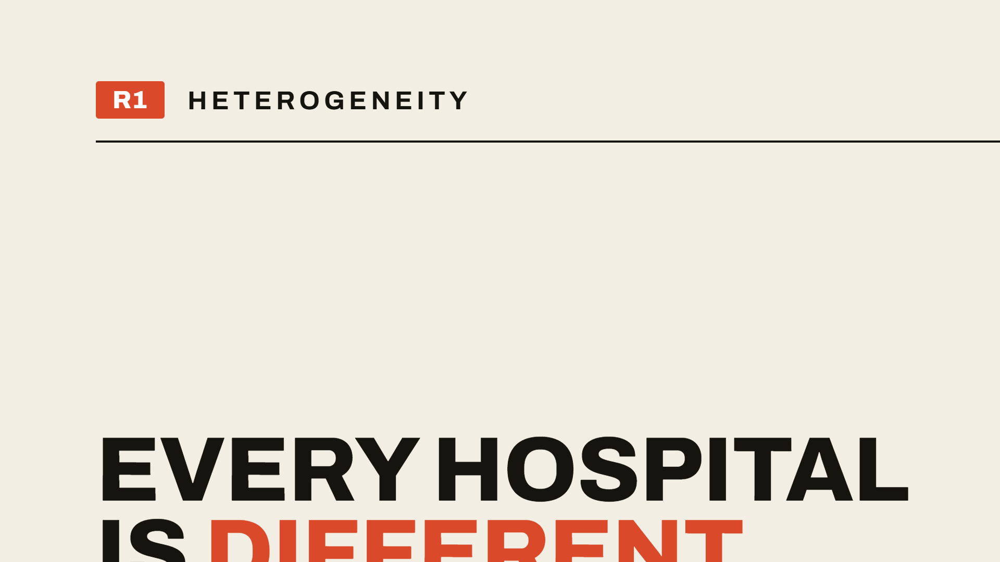 R1 HETEROGENEITY
EVERY HOSPITAL
IS DIFFERENT